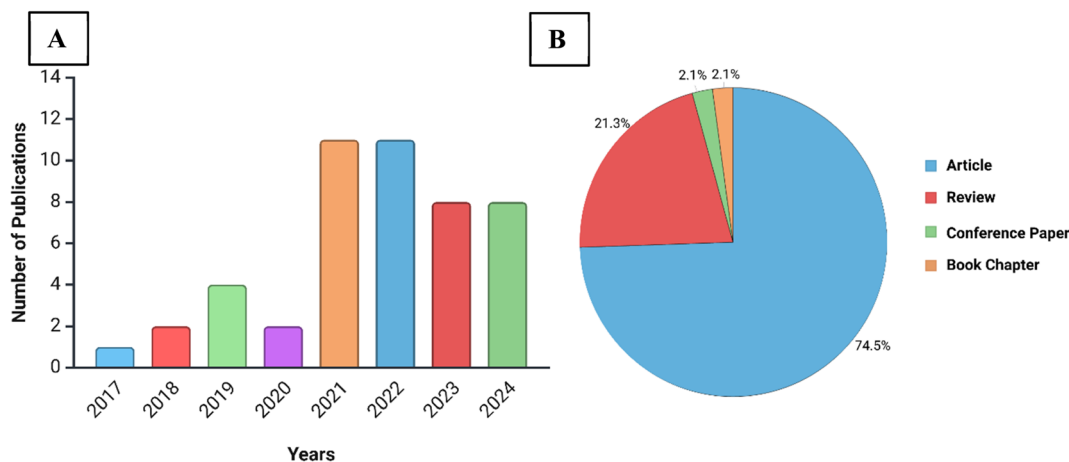 A
B
14
12
10
8
6
4
2
0
Number of Publications
2017
2018
2019
2020
2021
2022
2023
2024
Years
2.1%
2.1%
21.3%
74.5%
Article
Review
Conference Paper
Book Chapter